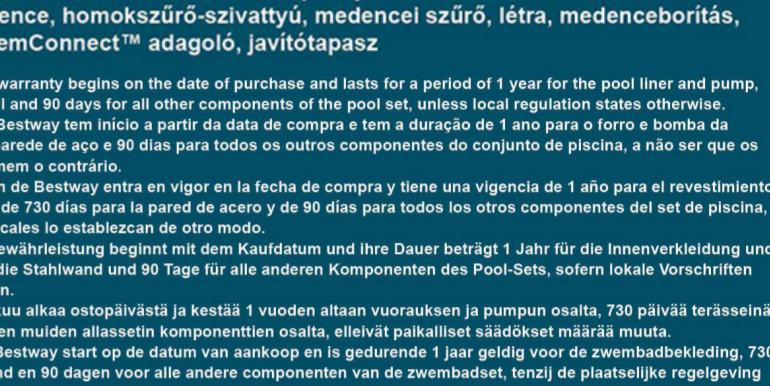 ence, homokszűrő-szivattyú, medencei szűrő, létra, medenceborítás,
emConnect™ adagoló, javítótapasz
warranty begins on the date of purchase and lasts for a period of 1 year for the pool liner and pump,
l and 90 days for all other components of the pool set, unless local regulation states otherwise.
Bestway tem início a partir da data de compra e tem a duração de 1 ano para o forro e bomba da
parede de aço e 90 dias para todos os outros componentes do conjunto de piscina, a não ser que os
nem o contrário.
n de Bestway entra en vigor en la fecha de compra y tiene una vigencia de 1 año para el revestimiento
de 730 días para la pared de acero y de 90 días para todos los otros componentes del set de piscina,
cales lo establezcan de otro modo.
ewährleistung beginnt mit dem Kaufdatum und ihre Dauer beträgt 1 Jahr für die Innenverkleidung und
die Stahlwand und 90 Tage für alle anderen Komponenten des Pool-Sets, sofern lokale Vorschriften
n.
uu alkaa ostopäivästä ja kestää 1 vuoden altaan vuorauksen ja pumpun osalta, 730 päivää terässeinä
en muiden allassetin komponenttien osalta, elleivät paikalliset säädökset määrää muuta.
Bestway start op de datum van aankoop en is gedurende 1 jaar geldig voor de zwembadbekleding, 730
nd en 90 dagen voor alle andere componenten van de zwembadset, tenzij de plaatselijke regelgeving